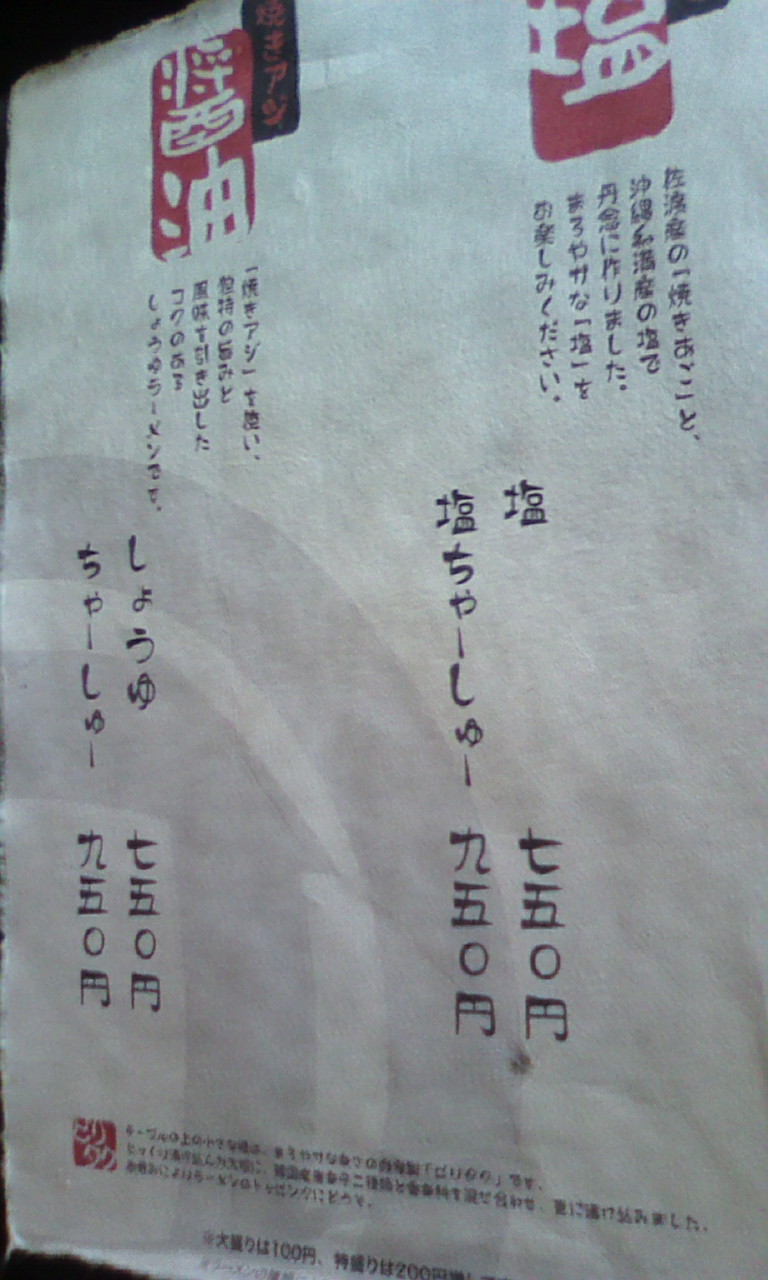 塩
佐渡産の「焼きあご」と、
沖縄糸満産の塩で
丹念に作りました。
まろやかな「塩」を
お楽しみください。
塩 七五〇円
塩ちゃーしゅー 九五〇円
焼きアジ
醤油
「焼きアジ」を使い、
独特の旨みと
風味を引き出した
コクのある
しょうゆラーメンです。
しょうゆ 七五〇円
ちゃーしゅー 九五〇円
※大盛りは100円、特盛りは200円増し